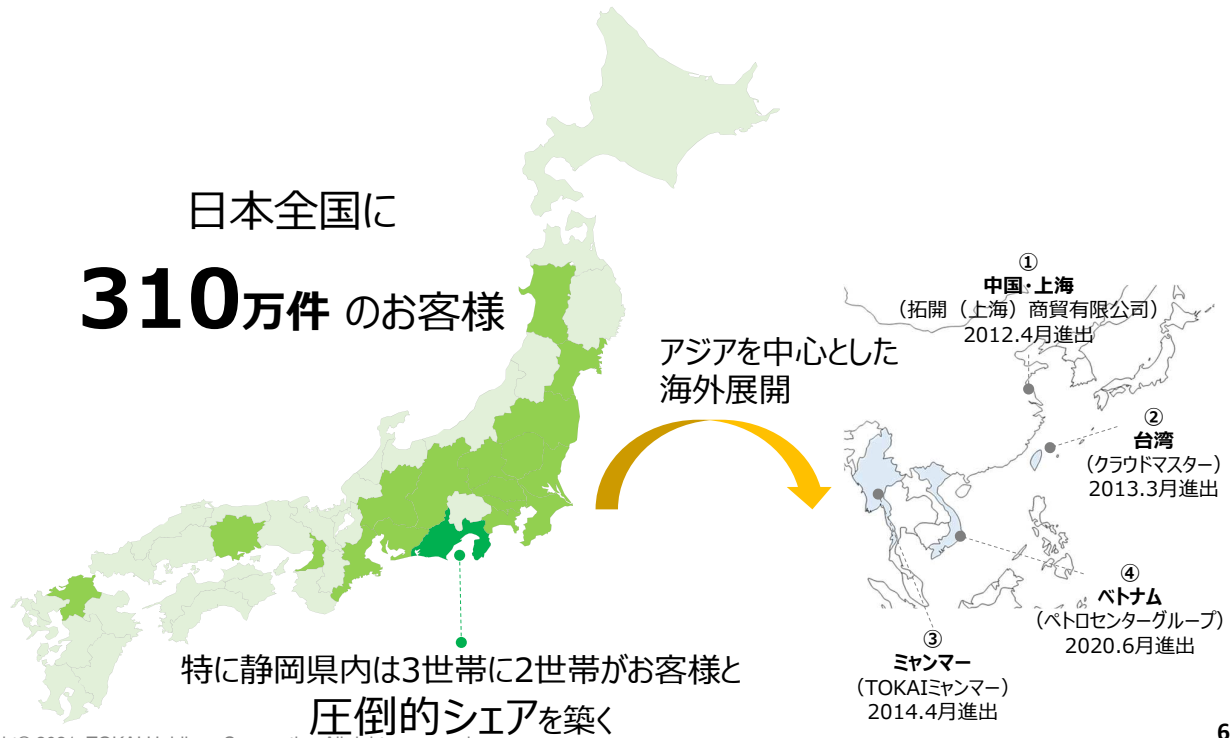 日本全国に
310万件 のお客様
アジアを中心とした
海外展開
①
中国・上海
（拓開（上海）商貿有限公司）
2012.4月進出
②
台湾
（クラウドマスター）
2013.3月進出
④
ベトナム
（ペトロセンターグループ）
2020.6月進出
③
ミャンマー
（TOKAIミャンマー）
2014.4月進出
特に静岡県内は3世帯に2世帯がお客様と
圧倒的シェアを築く
6